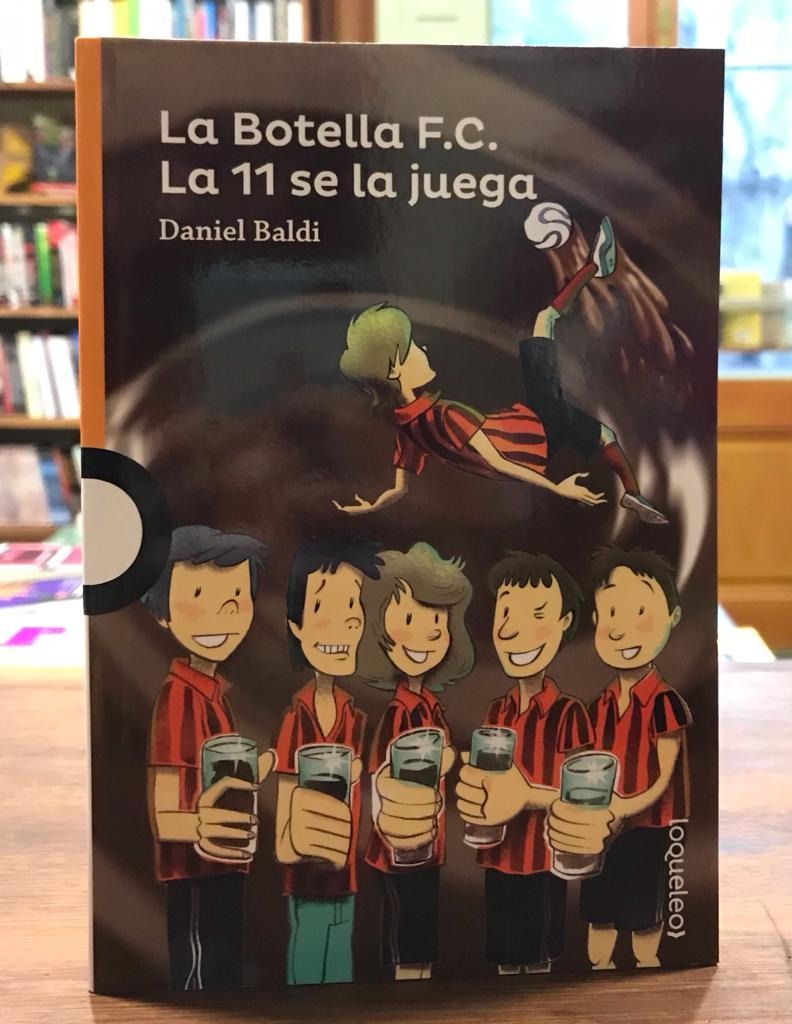 La Botella F.C.
La 11 se la juega
Daniel Baldi
loqueleo